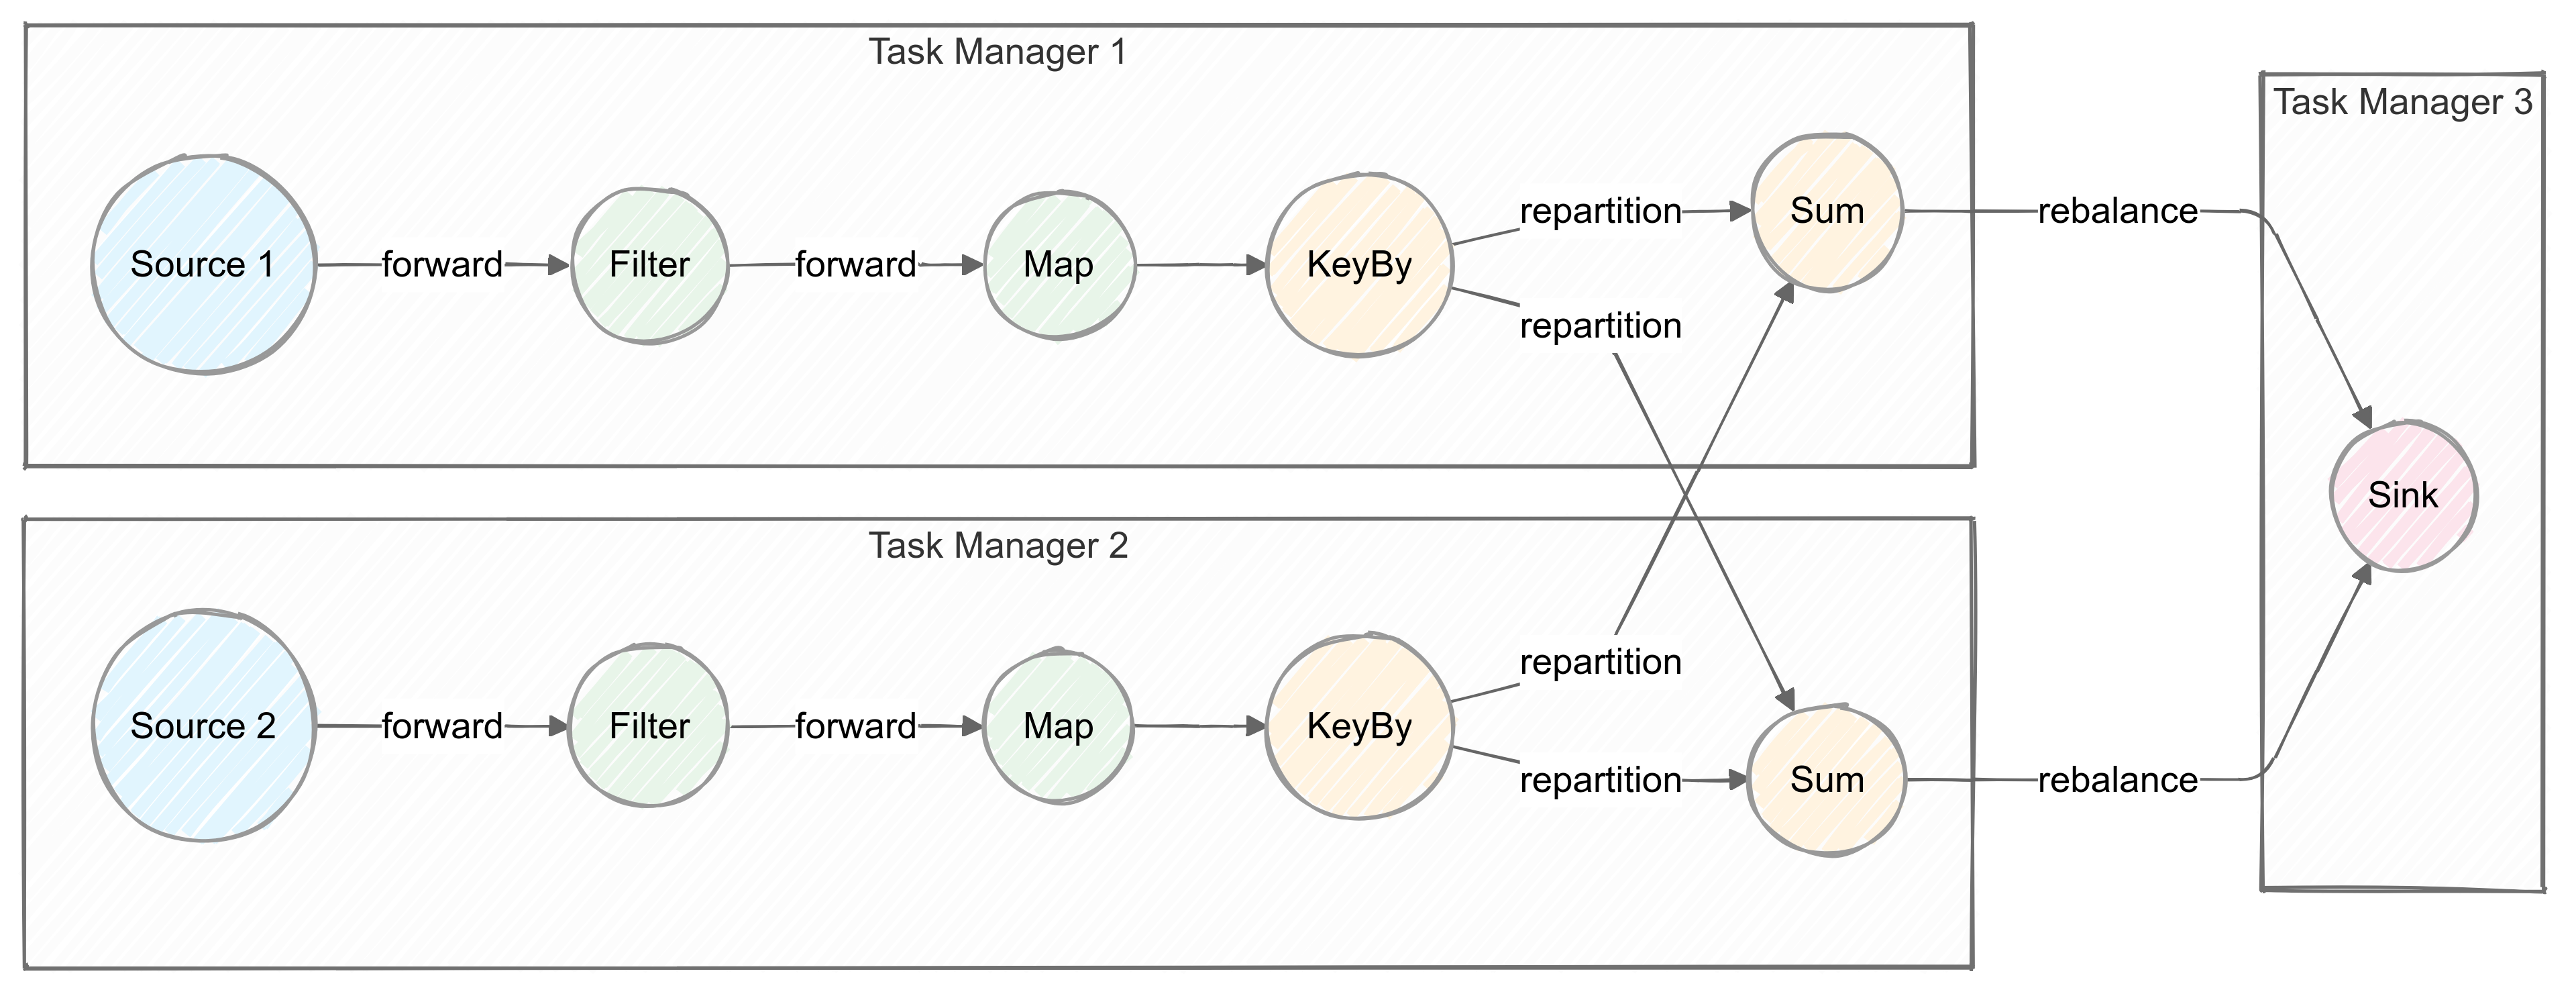 Task Manager 1
Source 1
forward
Filter
forward
Map
KeyBy
repartition
repartition
Sum
rebalance
Task Manager 2
Source 2
forward
Filter
forward
Map
KeyBy
repartition
repartition
Sum
rebalance
Task Manager 3
Sink